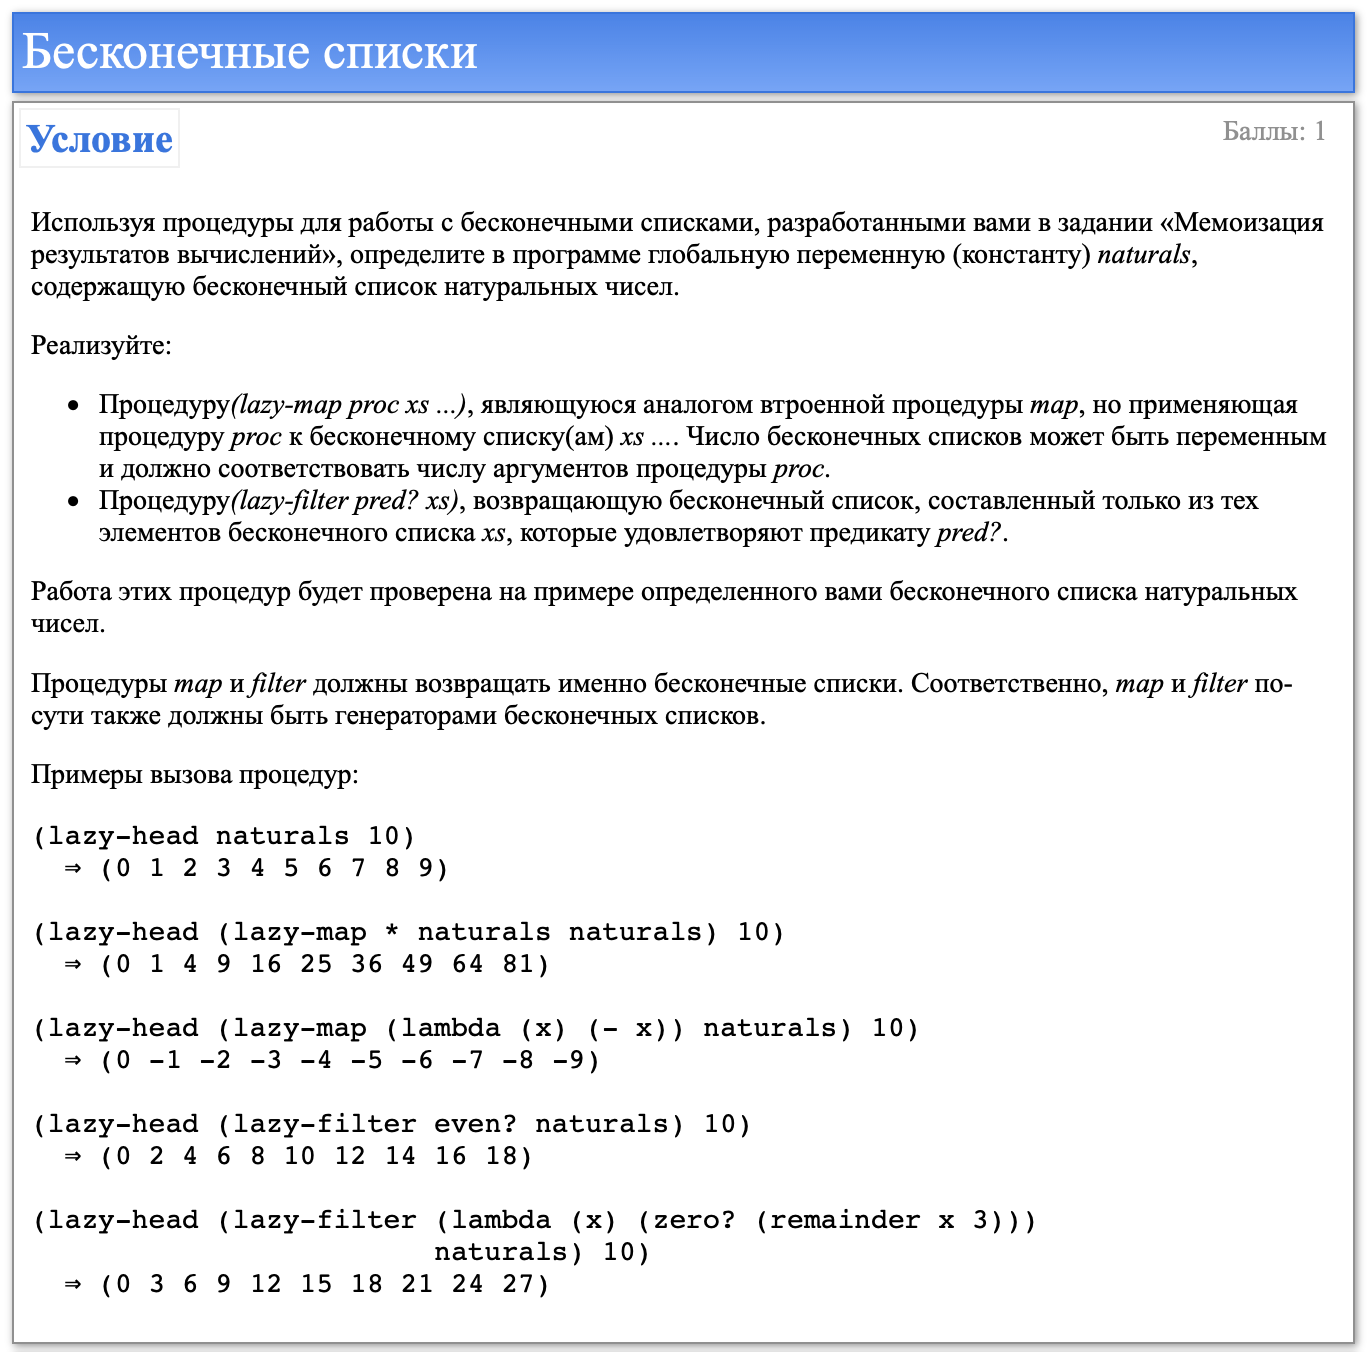 Бесконечные списки
Условие
Баллы: 1
Используя процедуры для работы с бесконечными списками, разработанными вами в задании «Мемоизация
результатов вычислений», определите в программе глобальную переменную (константу) naturals,
содержащую бесконечный список натуральных чисел.
Реализуйте:
• Процедуру(lazy-map proc xs ...), являющуюся аналогом втроенной процедуры map, но применяющая
процедуру proc к бесконечному списку(ам) xs .... Число бесконечных списков может быть переменным
и должно соответствовать числу аргументов процедуры proc.
• Процедуру(lazy-filter pred? xs), возвращающую бесконечный список, составленный только из тех
элементов бесконечного списка xs, которые удовлетворяют предикату pred?.
Работа этих процедур будет проверена на примере определенного вами бесконечного списка натуральных
чисел.
Процедуры map и filter должны возвращать именно бесконечные списки. Соответственно, map и filter по-
сути также должны быть генераторами бесконечных списков.
Примеры вызова процедур:
(lazy-head naturals 10)
⇒ (0 1 2 3 4 5 6 7 8 9)
(lazy-head (lazy-map * naturals naturals) 10)
⇒ (0 1 4 9 16 25 36 49 64 81)
(lazy-head (lazy-map (lambda (x) (- x)) naturals) 10)
⇒ (0 -1 -2 -3 -4 -5 -6 -7 -8 -9)
(lazy-head (lazy-filter even? naturals) 10)
⇒ (0 2 4 6 8 10 12 14 16 18)
(lazy-head (lazy-filter (lambda (x) (zero? (remainder x 3)))
naturals) 10)
⇒ (0 3 6 9 12 15 18 21 24 27)